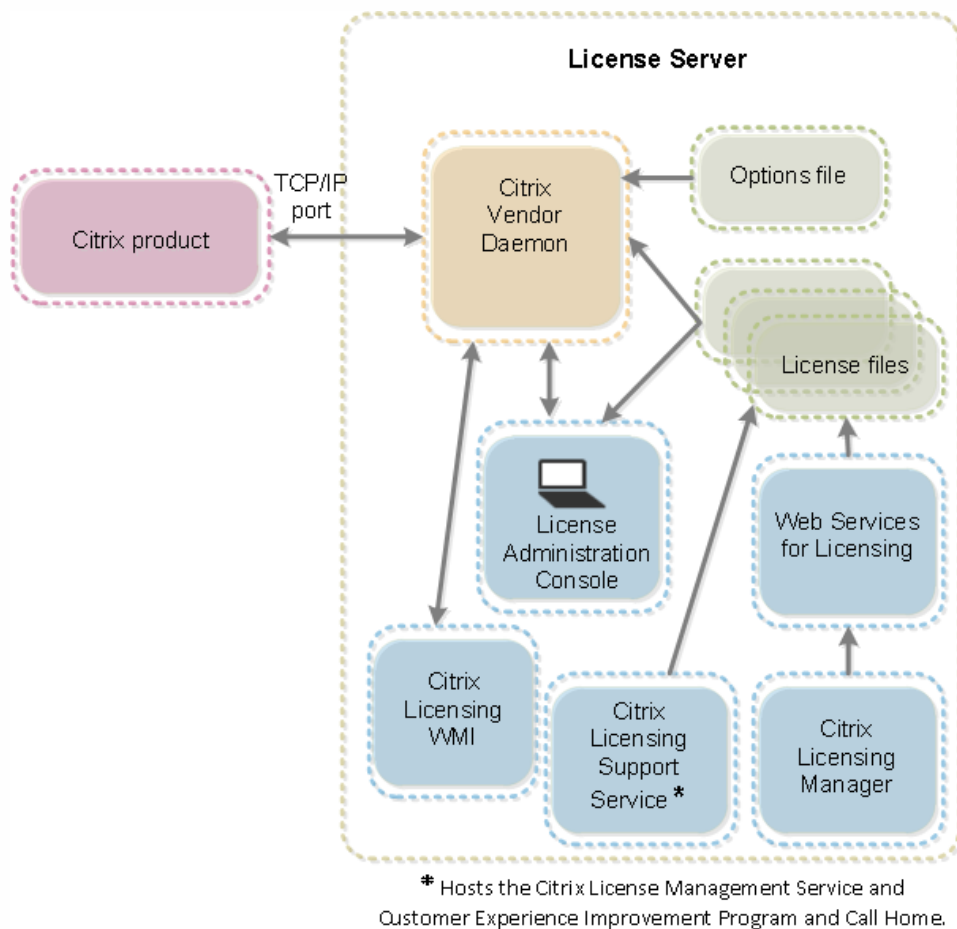 License Server
Citrix product
TCP/IP
port
Citrix
Vendor
Daemon
Options file
License files
License
Administration
Console
Web Services
for Licensing
Citrix
Licensing
WMI
Citrix
Licensing
Support
Service *
Citrix
Licensing
Manager
* Hosts the Citrix License Management Service and
Customer Experience Improvement Program and Call Home.